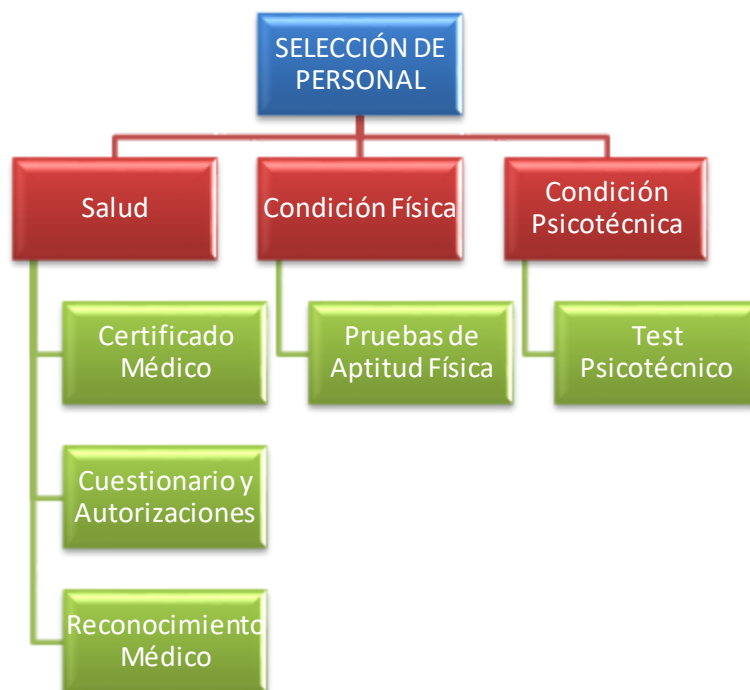 SELECCIÓN DE
PERSONAL
Salud
Condición Física
Condición
Psicotécnica
Certificado
Médico
Pruebas de
Aptitud Física
Test
Psicotécnico
Cuestionario y
Autorizaciones
Reconocimiento
Médico